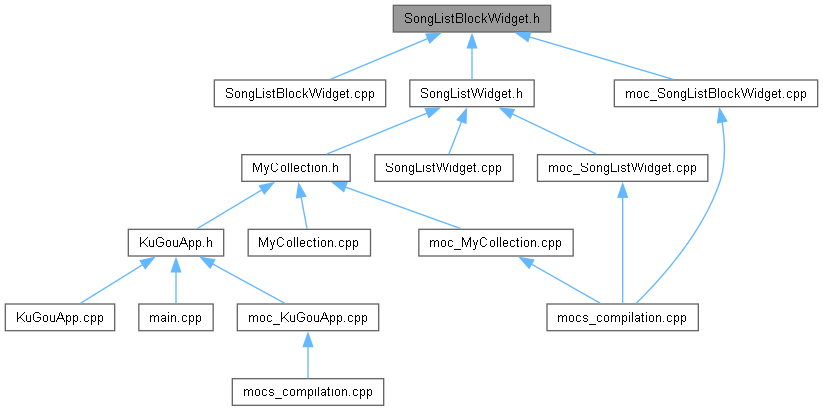 SongListBlockWidget.h
SongListBlockWidget.cpp
SongListWidget.h
moc_SongListBlockWidget.cpp
MyCollection.h
SongListWidget.cpp
moc_SongListWidget.cpp
KuGouApp.h
MyCollection.cpp
moc_MyCollection.cpp
KuGouApp.cpp
main.cpp
moc_KuGouApp.cpp
mocs_compilation.cpp
mocs_compilation.cpp